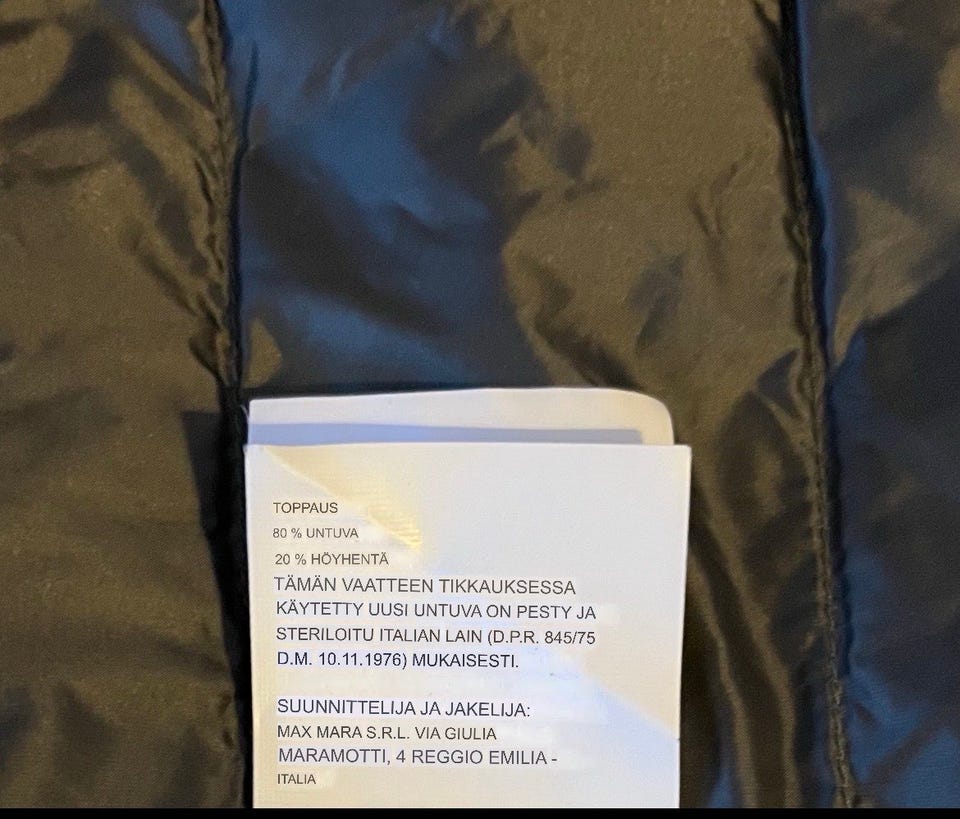 TOPPAUS
80 % UNTUVA
20 % HÖYHENTÄ
TÄMÄN VAATTEEN TIKKAUKSESSA
KÄYTETTY UUSI UNTUVA ON PESTY JA
STERILOITU ITALIAN LAIN (D.P.R. 845/75
D.M. 10.11.1976) MUKAISESTI.
SUUNNITTELIJA JA JAKELIJA:
MAX MARA S.R.L. VIA GIULIA
MARAMOTTI, 4 REGGIO EMILIA -
ITALIA